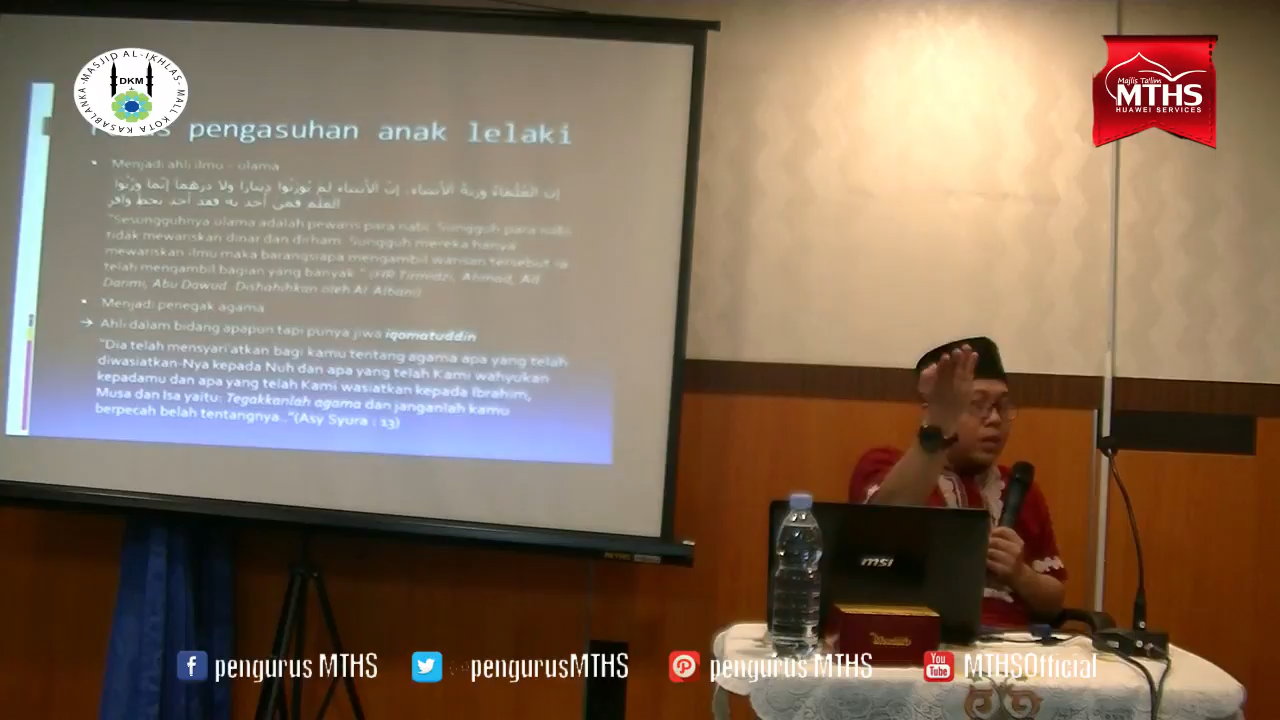 MASJID AL-IKHLAS
DKM
MALL KOTA KASABLANKA
Majlis Ta'lim
MTHS
HUAWEI SERVICES
pengasuhan anak lelaki
• Menjadi ahli ilmu - ulama
إن العلماء ورثة الأنبياء، إن الأنبياء لم يورثوا دينارا ولا درهما إنما ورثوا
العلم فمن أخذ به فقد أخذ بحظ وافر
"Sesungguhnya ulama adalah pewaris para nabi. Sungguh para nabi
tidak mewariskan dinar dan dirham. Sungguh mereka hanya
mewariskan ilmu maka barangsiapa mengambil warisan tersebut ia
telah mengambil bagian yang banyak." (HR Tirmidzi, Ahmad, Ad
Darimi, Abu Dawud. Dishahihkan oleh Al Albani)
• Menjadi penegak agama
→ Ahli dalam bidang apapun tapi punya jiwa iqomatuddin
"Dia telah mensyari'atkan bagi kamu tentang agama apa yang telah
diwasiatkan-Nya kepada Nuh dan apa yang telah Kami wahyukan
kepadamu dan apa yang telah Kami wasiatkan kepada Ibrahim,
Musa dan Isa yaitu: Tegakkanlah agama dan janganlah kamu
berpecah belah tentangnya.."(Asy Syura : 13)
msi
pengurus MTHS
pengurusMTHS
pengurus MTHS
You
Tube
MTHSOfficial